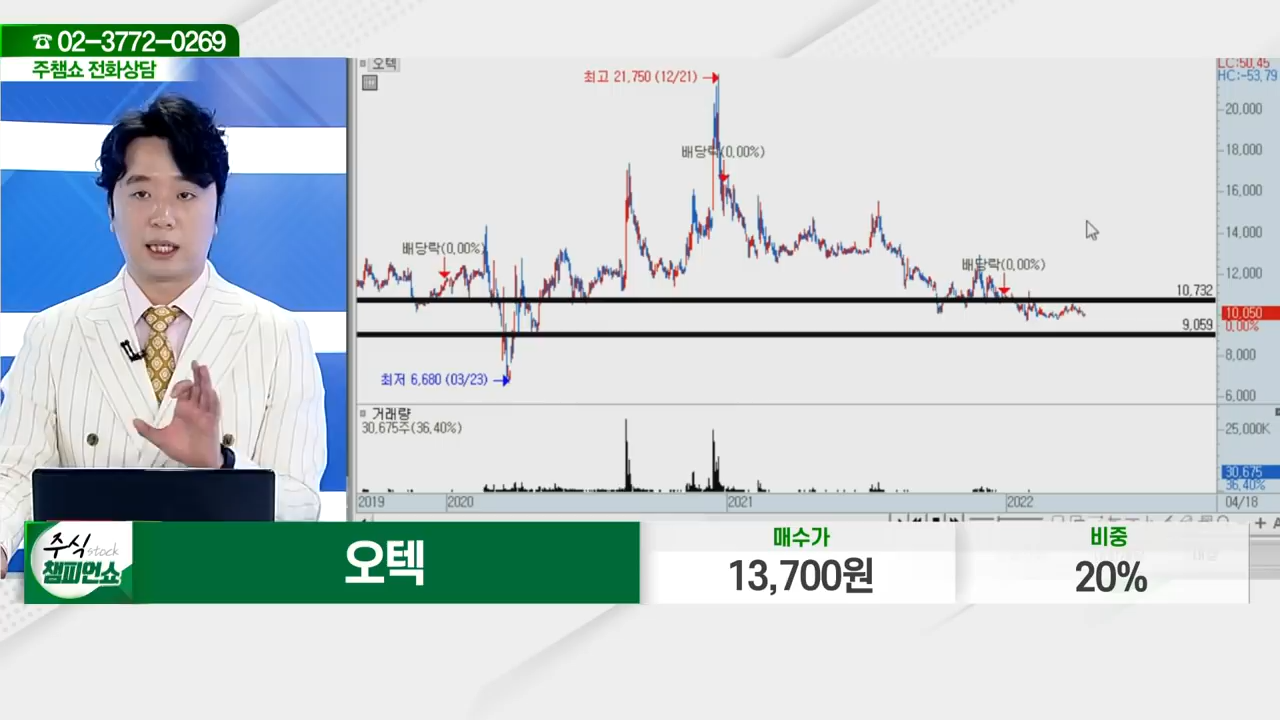 ☎ 02-3772-0269
주챔쇼 전화상담
오텍
LC:50.45
HC:-53.79
최고 21,750 (12/21)
20,000
배당락(0.00%)
18,000
16,000
14,000
배당락(0.00%)
배당락(0.00%)
12,000
10,732
10,050
0.00%
9,059
8,000
최저 6,680 (03/23)
6,000
거래량
30,675주(36.40%)
25,000K
30,675
36.40%
2019 2020 2021 2022 04/18
주식 stock
챔피언쇼
오텍
매수가
13,700원
비중
20%